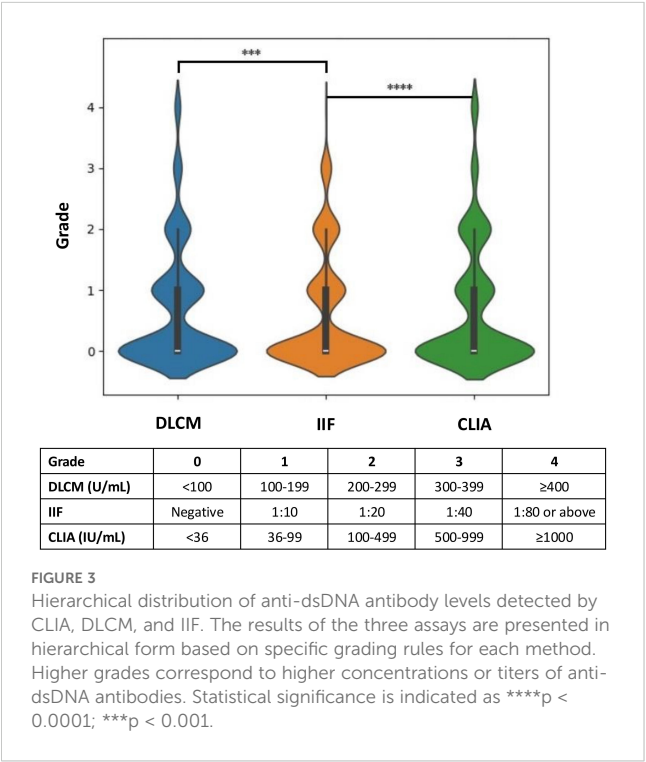 ***
****
Grade
4
3
2
1
0
DLCM IIF CLIA
Grade 0 1 2 3 4
DLCM (U/mL) <100 100-199 200-299 300-399 ≥400
IIF Negative 1:10 1:20 1:40 1:80 or above
CLIA (IU/mL) <36 36-99 100-499 500-999 ≥1000
FIGURE 3
Hierarchical distribution of anti-dsDNA antibody levels detected by
CLIA, DLCM, and IIF. The results of the three assays are presented in
hierarchical form based on specific grading rules for each method.
Higher grades correspond to higher concentrations or titers of anti-
dsDNA antibodies. Statistical significance is indicated as ****p <
0.0001; ***p < 0.001.